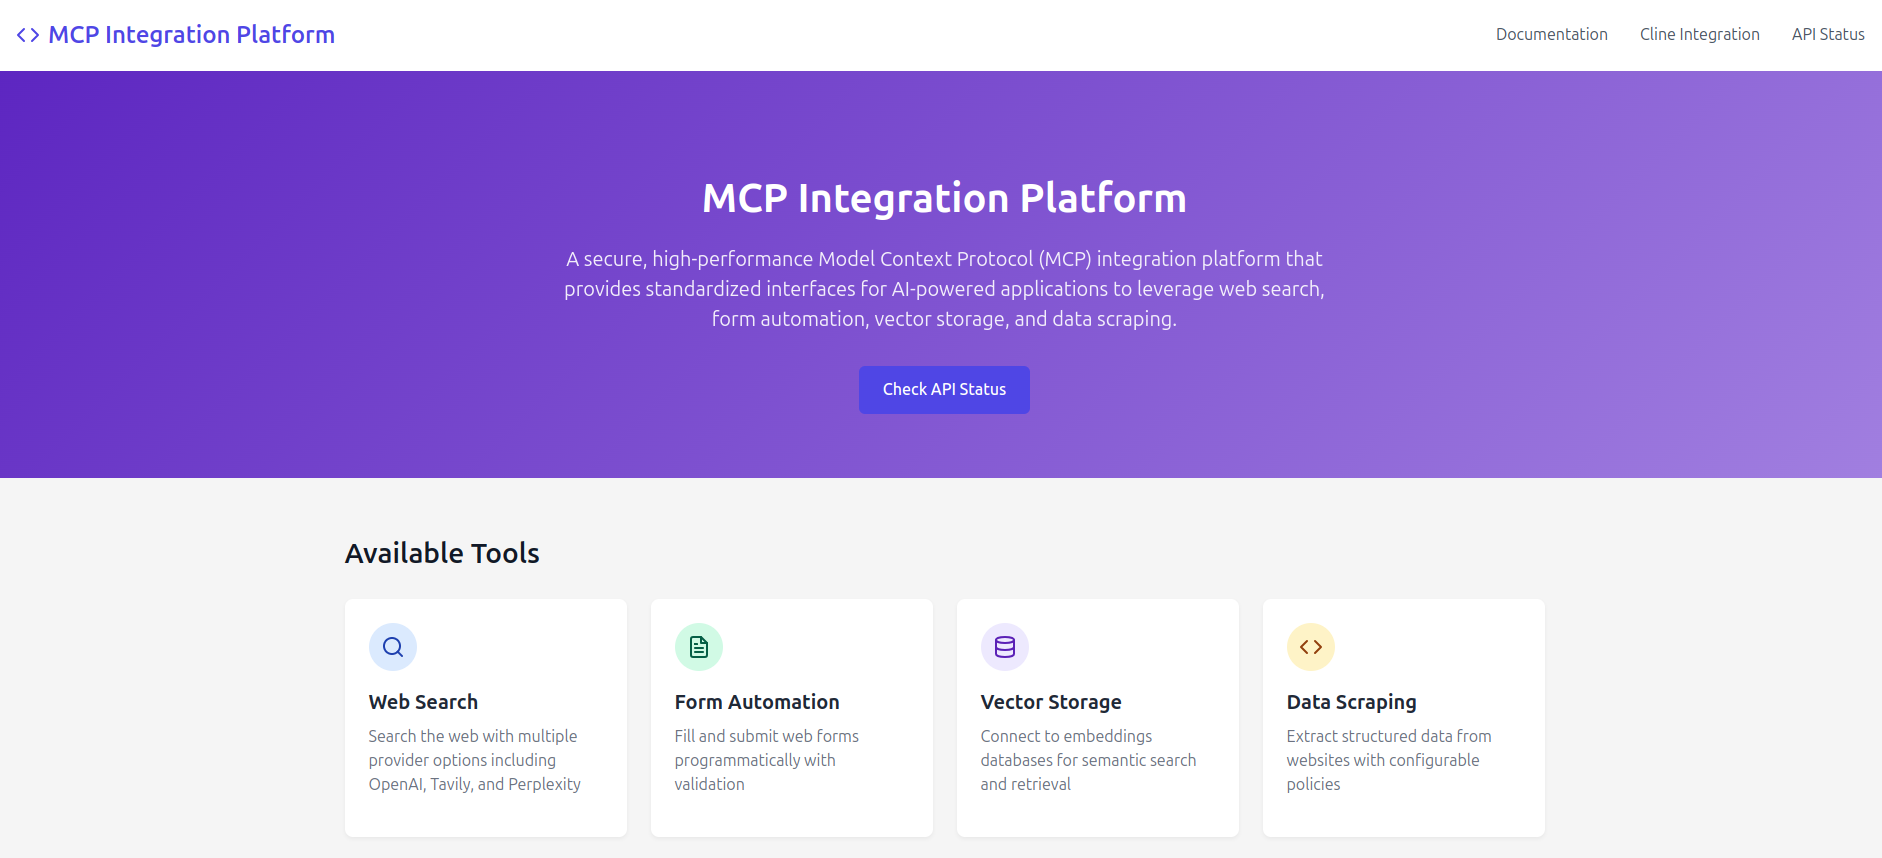 MCP Integration Platform
Documentation
Cline Integration
API Status
MCP Integration Platform
A secure, high-performance Model Context Protocol (MCP) integration platform that
provides standardized interfaces for AI-powered applications to leverage web search,
form automation, vector storage, and data scraping.
Check API Status
Available Tools
Web Search
Search the web with multiple
provider options including
OpenAI, Tavily, and Perplexity
Form Automation
Fill and submit web forms
programmatically with
validation
Vector Storage
Connect to embeddings
databases for semantic search
and retrieval
Data Scraping
Extract structured data from
websites with configurable
policies